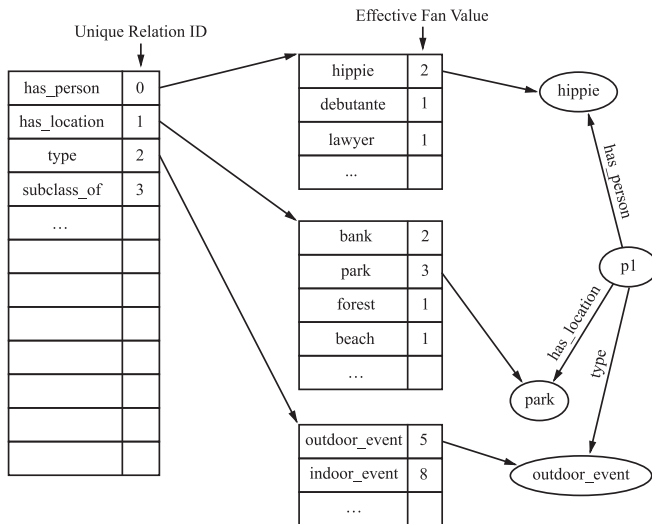 Unique Relation ID
Effective Fan Value
has_person 0
has_location 1
type 2
subclass_of 3
...
hippie 2
debutante 1
lawyer 1
...
bank 2
park 3
forest 1
beach 1
...
outdoor_event 5
indoor_event 8
...
hippie
has_person
p1
has_location
type
park
outdoor_event